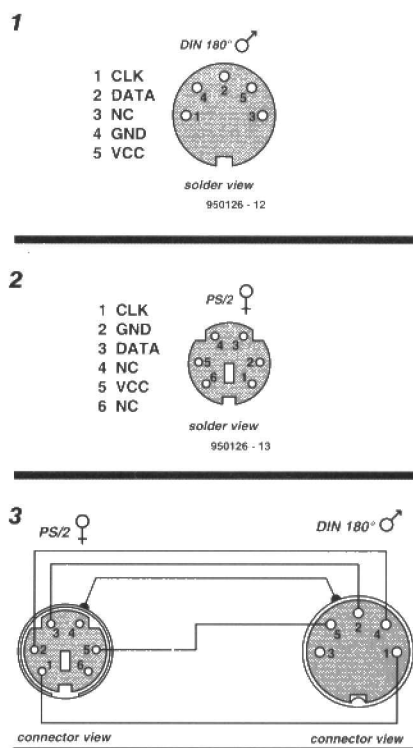 1
DIN 180°
1 CLK
2 DATA
3 NC
4 GND
5 VCC
4 2 5
1 3
solder view
950126 - 12
2
PS/2
1 CLK
2 GND
3 DATA
4 NC
5 VCC
6 NC
4 3
5 2
6 1
solder view
950126 - 13
3
PS/2
DIN 180°
3 4
2 5
1 6
5 2 4
3 1
connector view
connector view